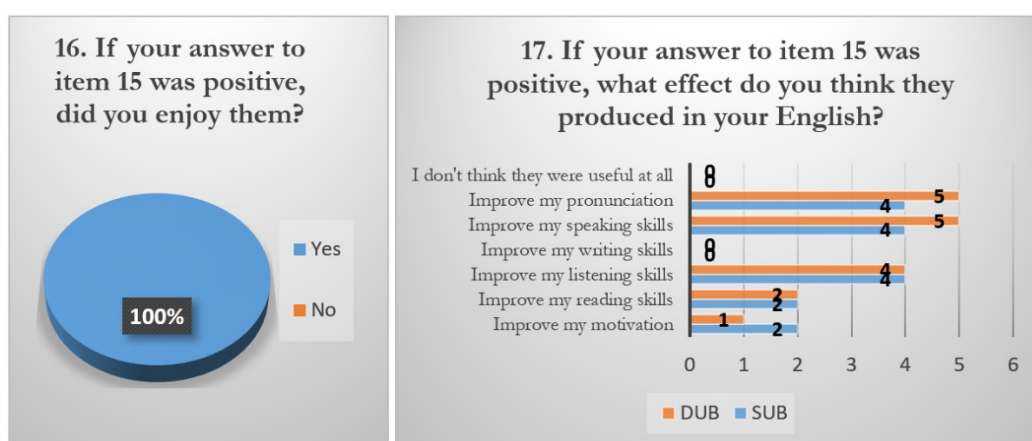 16. If your answer to
item 15 was positive,
did you enjoy them?
100%
Yes
No
17. If your answer to item 15 was
positive, what effect do you think they
produced in your English?
I don't think they were useful at all
0
0
Improve my pronunciation
5
4
Improve my speaking skills
5
4
Improve my writing skills
0
0
Improve my listening skills
4
4
Improve my reading skills
2
2
Improve my motivation
1
2
0 1 2 3 4 5 6
DUB SUB